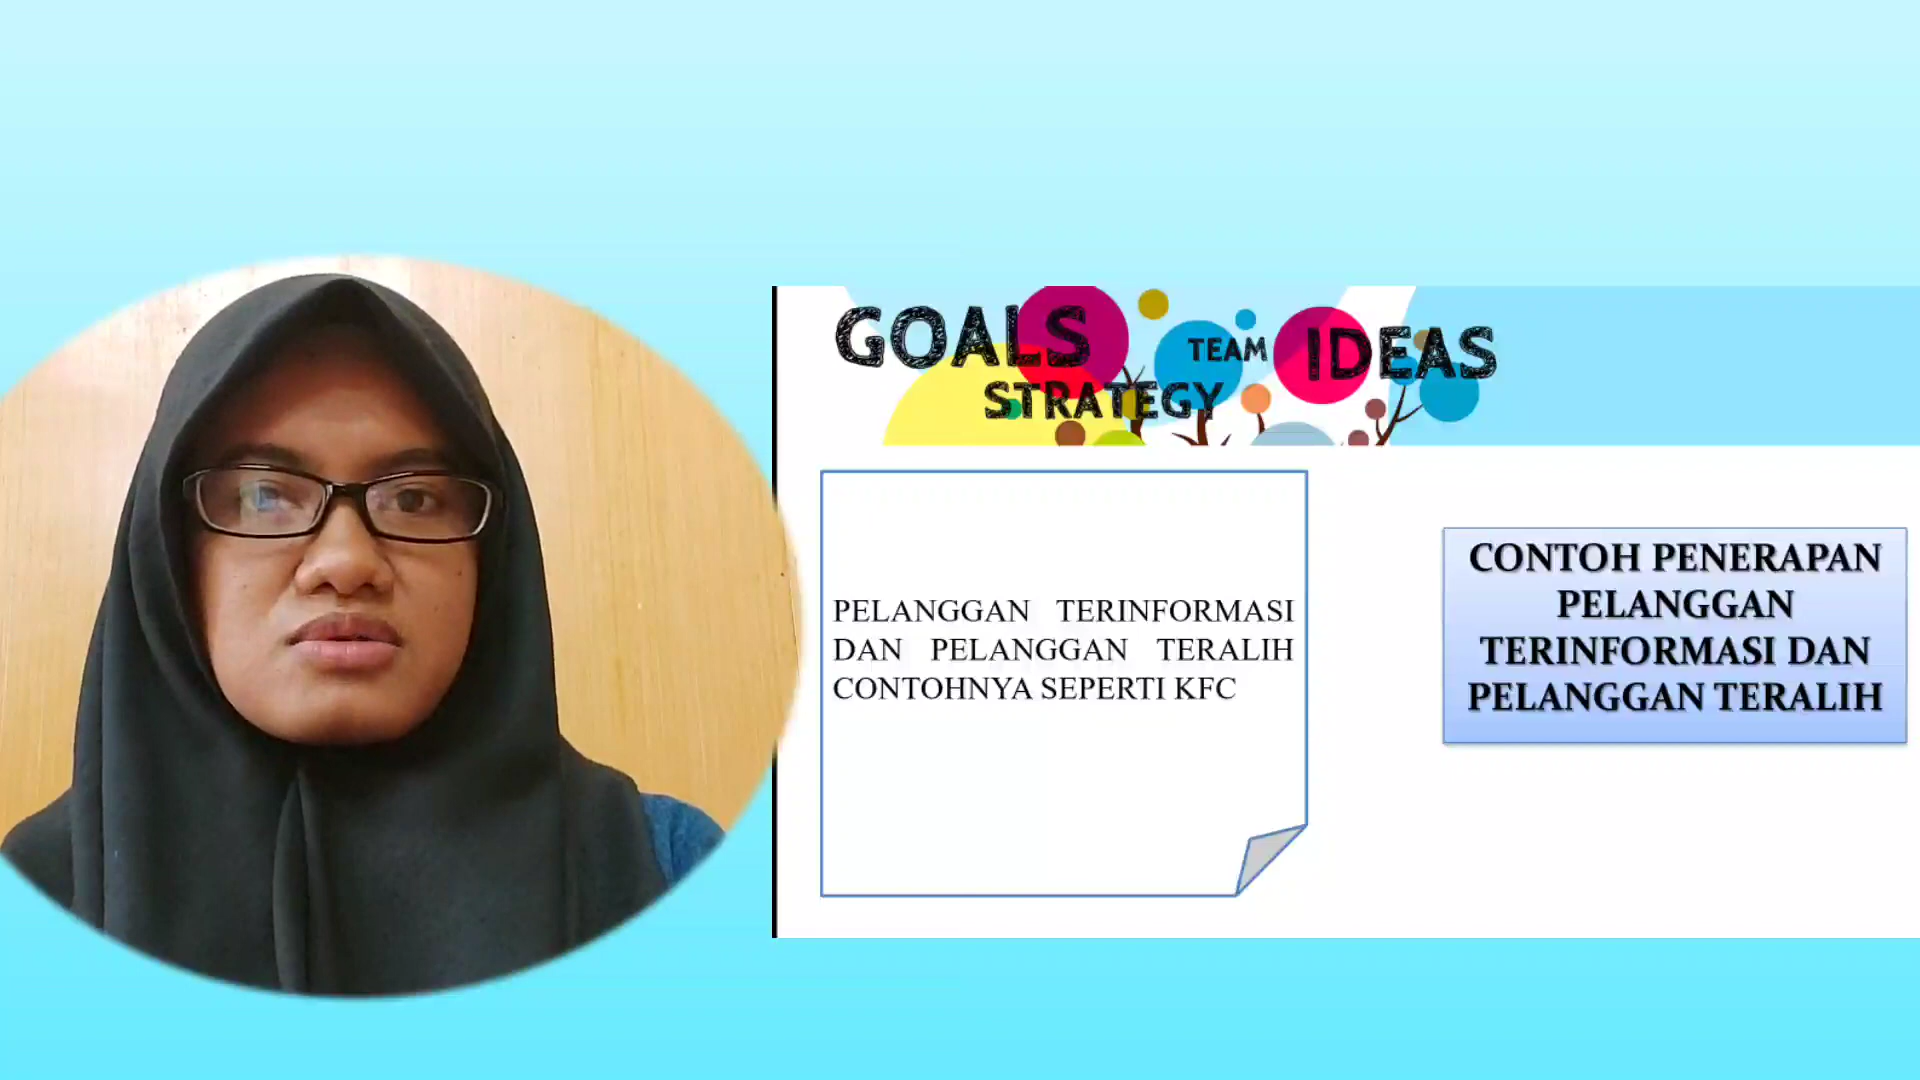 GOALS
TEAM
IDEAS
STRATEGY
PELANGGAN TERINFORMASI
DAN PELANGGAN TERALIH
CONTOHNYA SEPERTI KFC
CONTOH PENERAPAN
PELANGGAN
TERINFORMASI DAN
PELANGGAN TERALIH